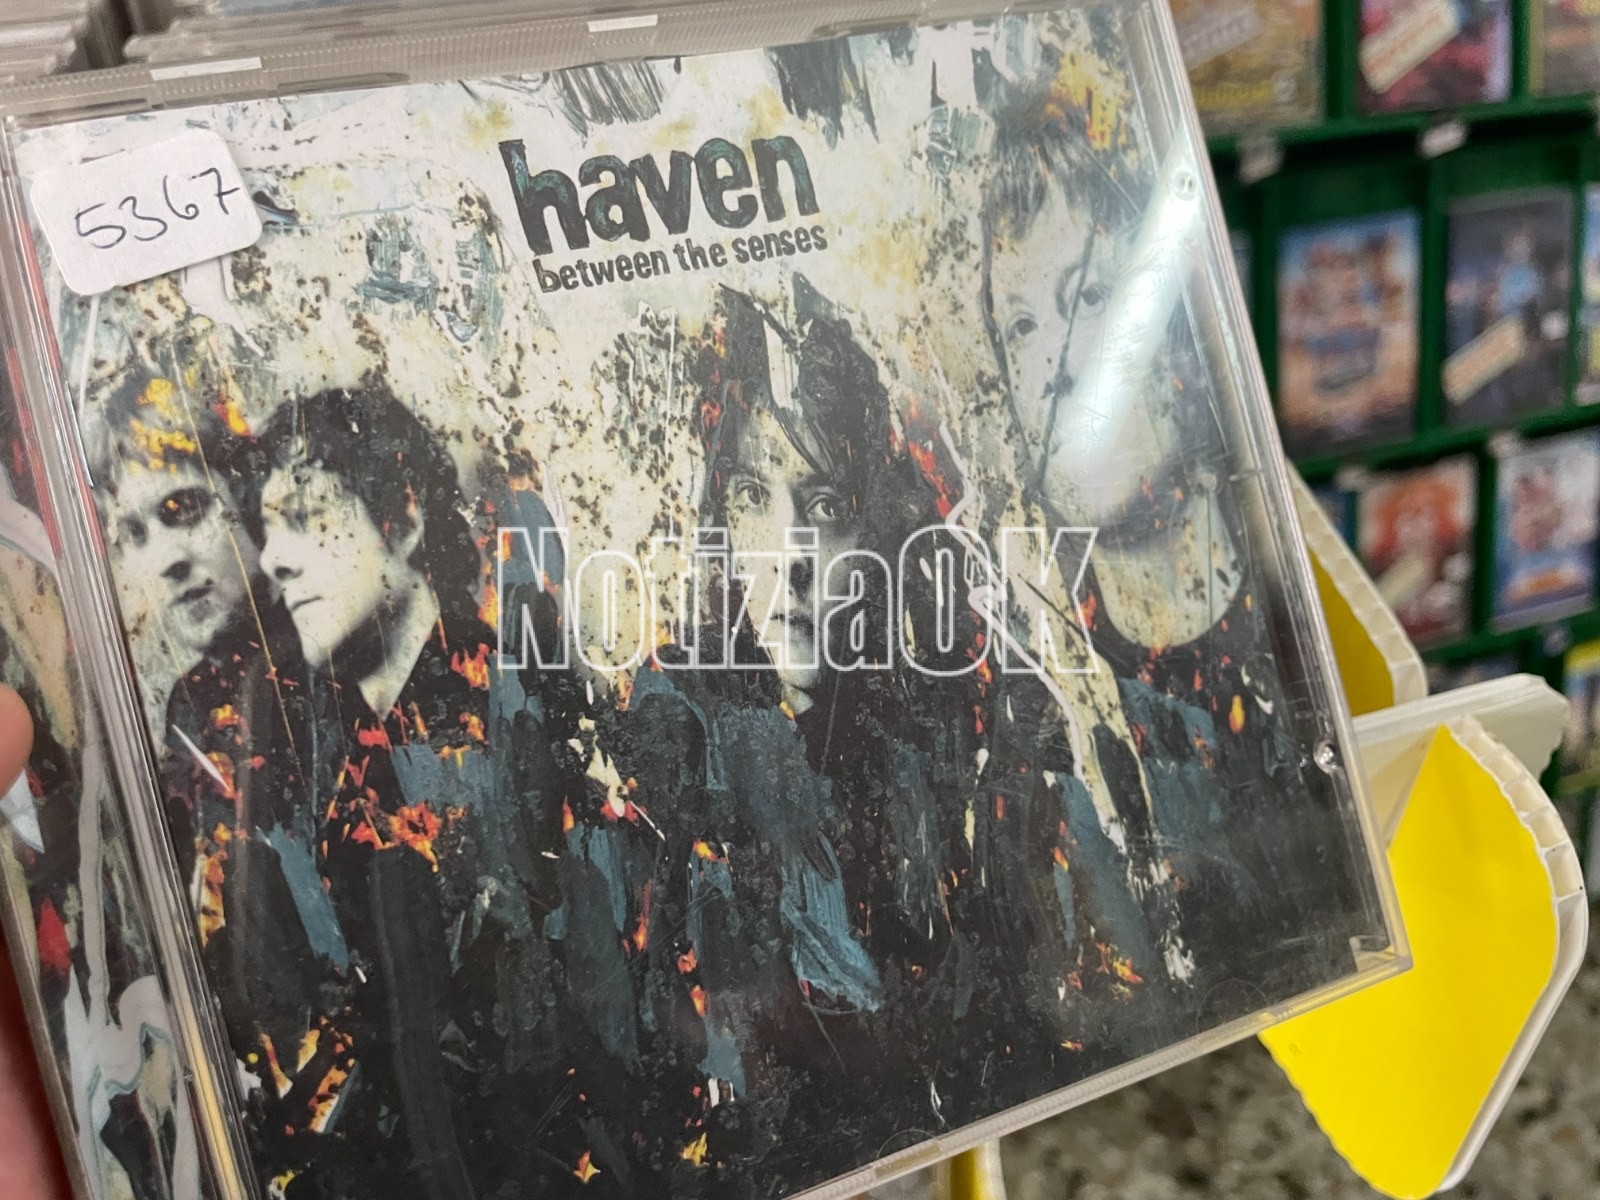 5367
haven
between the senses
NotiziaOK